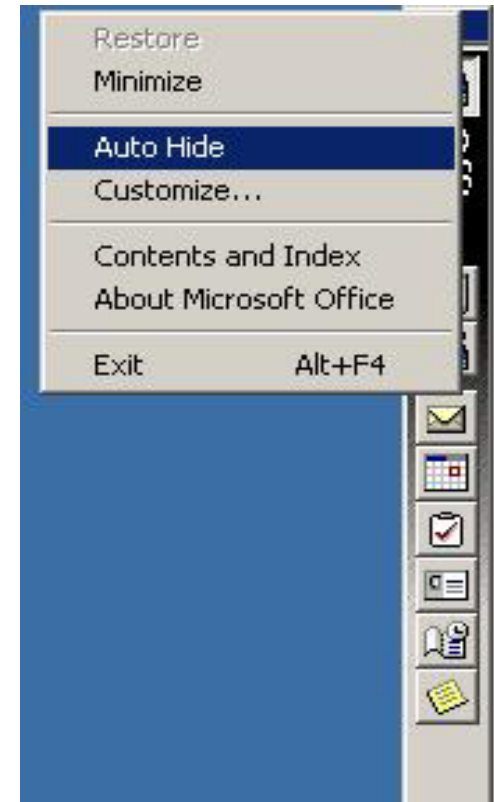 Restore
Minimize
Auto Hide
Customize...
Contents and Index
About Microsoft Office
Exit Alt+F4